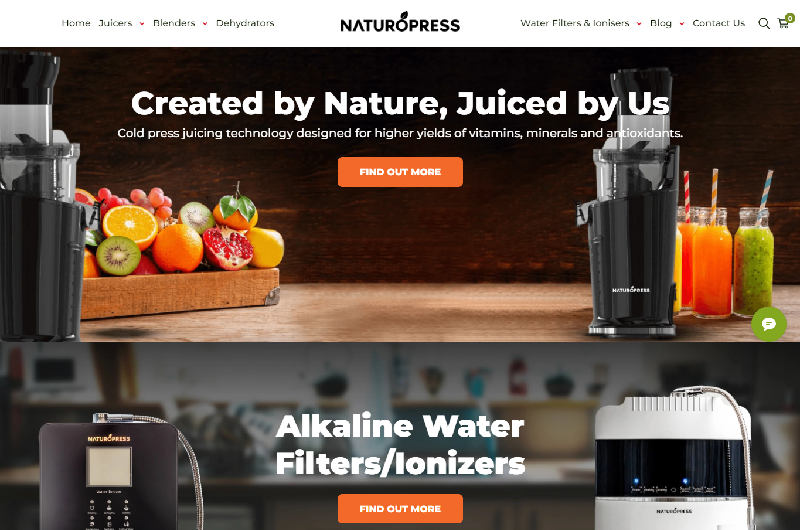 Home Juicers Blenders Dehydrators NATUROPRESS Water Filters & Ionisers Blog Contact Us 0
Created by Nature, Juiced by Us
Cold press juicing technology designed for higher yields of vitamins, minerals and antioxidants.
FIND OUT MORE
NATUROPRESS
Alkaline Water
Filters/Ionizers
NATUROPRESS
FIND OUT MORE
NATUROPRESS